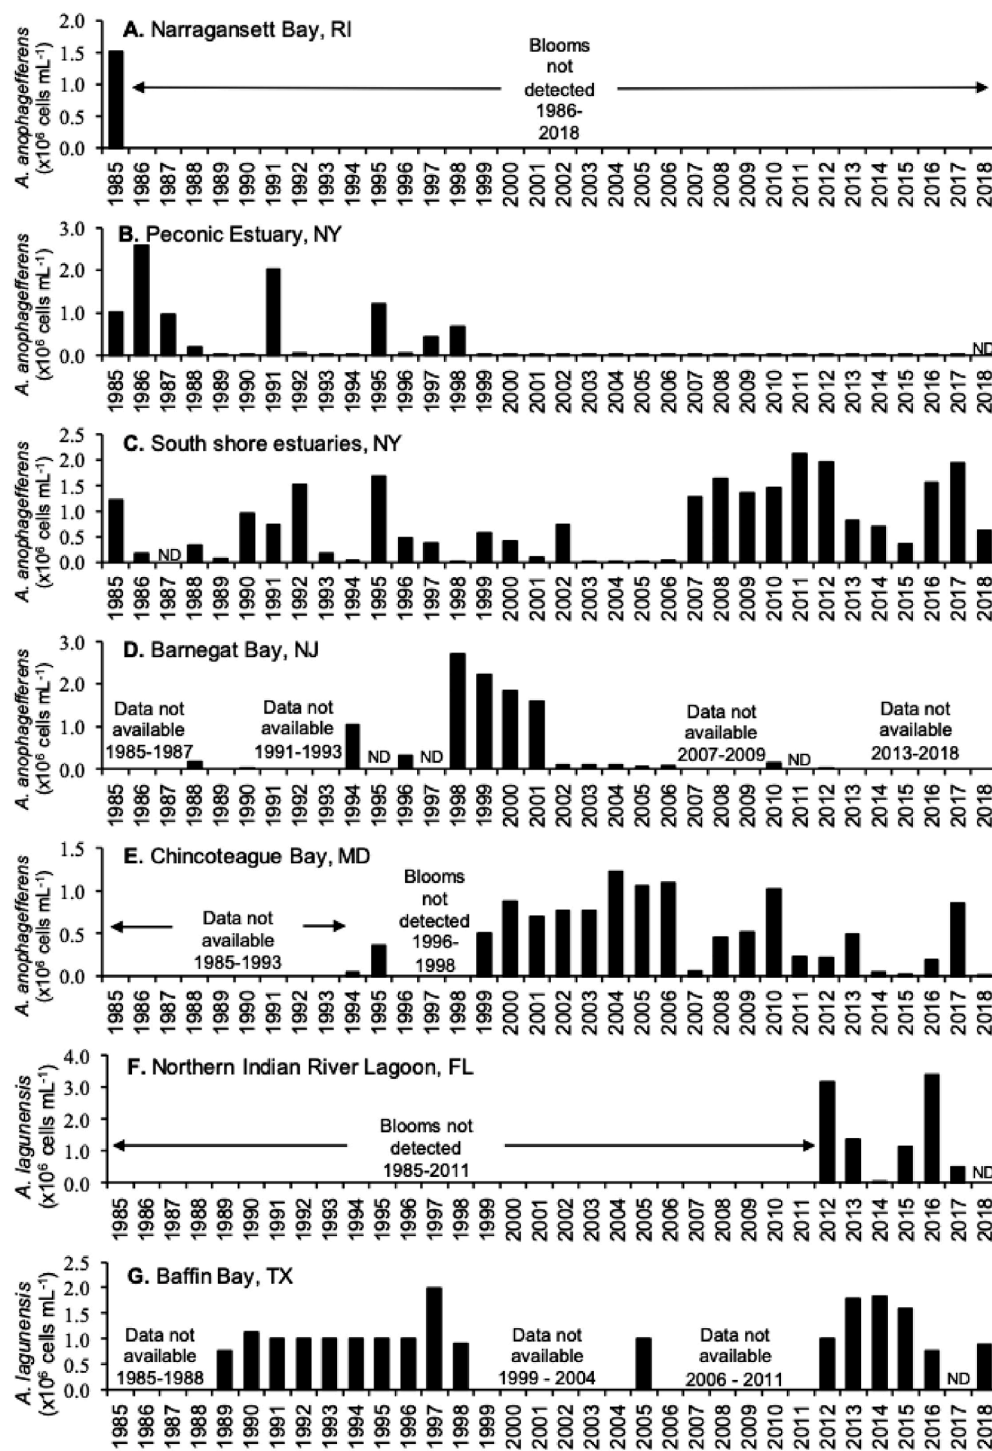 A. Narragansett Bay, RI
A. anophagefferens
(x10⁶ cells mL⁻¹)
2.0
1.5
1.0
0.5
0.0
Blooms
not
detected
1986-
2018
1985 1986 1987 1988 1989 1990 1991 1992 1993 1994 1995 1996 1997 1998 1999 2000 2001 2002 2003 2004 2005 2006 2007 2008 2009 2010 2011 2012 2013 2014 2015 2016 2017 2018
B. Peconic Estuary, NY
A. anophagefferens
(x10⁶ cells mL⁻¹)
3.0
2.0
1.0
0.0
ND
1985 1986 1987 1988 1989 1990 1991 1992 1993 1994 1995 1996 1997 1998 1999 2000 2001 2002 2003 2004 2005 2006 2007 2008 2009 2010 2011 2012 2013 2014 2015 2016 2017 2018
C. South shore estuaries, NY
A. anophagefferens
(x10⁶ cells mL⁻¹)
2.5
2.0
1.5
1.0
0.5
0.0
ND
1985 1986 1987 1988 1989 1990 1991 1992 1993 1994 1995 1996 1997 1998 1999 2000 2001 2002 2003 2004 2005 2006 2007 2008 2009 2010 2011 2012 2013 2014 2015 2016 2017 2018
D. Barnegat Bay, NJ
A. anophagefferens
(x10⁶ cells mL⁻¹)
3.0
2.0
1.0
0.0
Data not
available
1985-1987
Data not
available
1991-1993
ND
ND
Data not
available
2007-2009
ND
Data not
available
2013-2018
1985 1986 1987 1988 1989 1990 1991 1992 1993 1994 1995 1996 1997 1998 1999 2000 2001 2002 2003 2004 2005 2006 2007 2008 2009 2010 2011 2012 2013 2014 2015 2016 2017 2018
E. Chincoteague Bay, MD
A. anophagefferens
(x10⁶ cells mL⁻¹)
1.5
1.0
0.5
0.0
Data not
available
1985-1993
Blooms
not
detected
1996-
1998
1985 1986 1987 1988 1989 1990 1991 1992 1993 1994 1995 1996 1997 1998 1999 2000 2001 2002 2003 2004 2005 2006 2007 2008 2009 2010 2011 2012 2013 2014 2015 2016 2017 2018
F. Northern Indian River Lagoon, FL
A. lagunensis
(x10⁶ cells mL⁻¹)
4.0
3.0
2.0
1.0
0.0
Blooms not
detected
1985-2011
ND
1985 1986 1987 1988 1989 1990 1991 1992 1993 1994 1995 1996 1997 1998 1999 2000 2001 2002 2003 2004 2005 2006 2007 2008 2009 2010 2011 2012 2013 2014 2015 2016 2017 2018
G. Baffin Bay, TX
A. lagunensis
(x10⁶ cells mL⁻¹)
2.5
2.0
1.5
1.0
0.5
0.0
Data not
available
1985-1988
Data not
available
1999 - 2004
Data not
available
2006 - 2011
ND
1985 1986 1987 1988 1989 1990 1991 1992 1993 1994 1995 1996 1997 1998 1999 2000 2001 2002 2003 2004 2005 2006 2007 2008 2009 2010 2011 2012 2013 2014 2015 2016 2017 2018